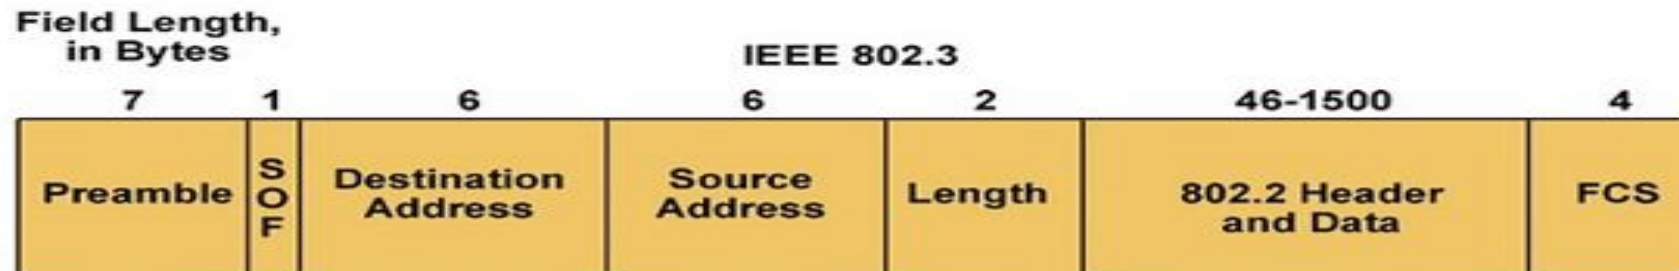 Field Length,
in Bytes
IEEE 802.3
7 1 6 6 2 46-1500 4
Preamble
SOF
Destination
Address
Source
Address
Length
802.2 Header
and Data
FCS